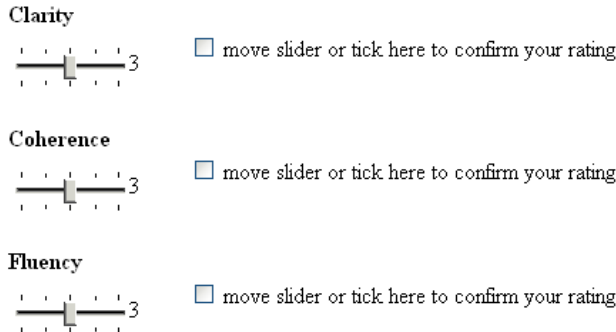 Clarity
3 move slider or tick here to confirm your rating
Coherence
3 move slider or tick here to confirm your rating
Fluency
3 move slider or tick here to confirm your rating